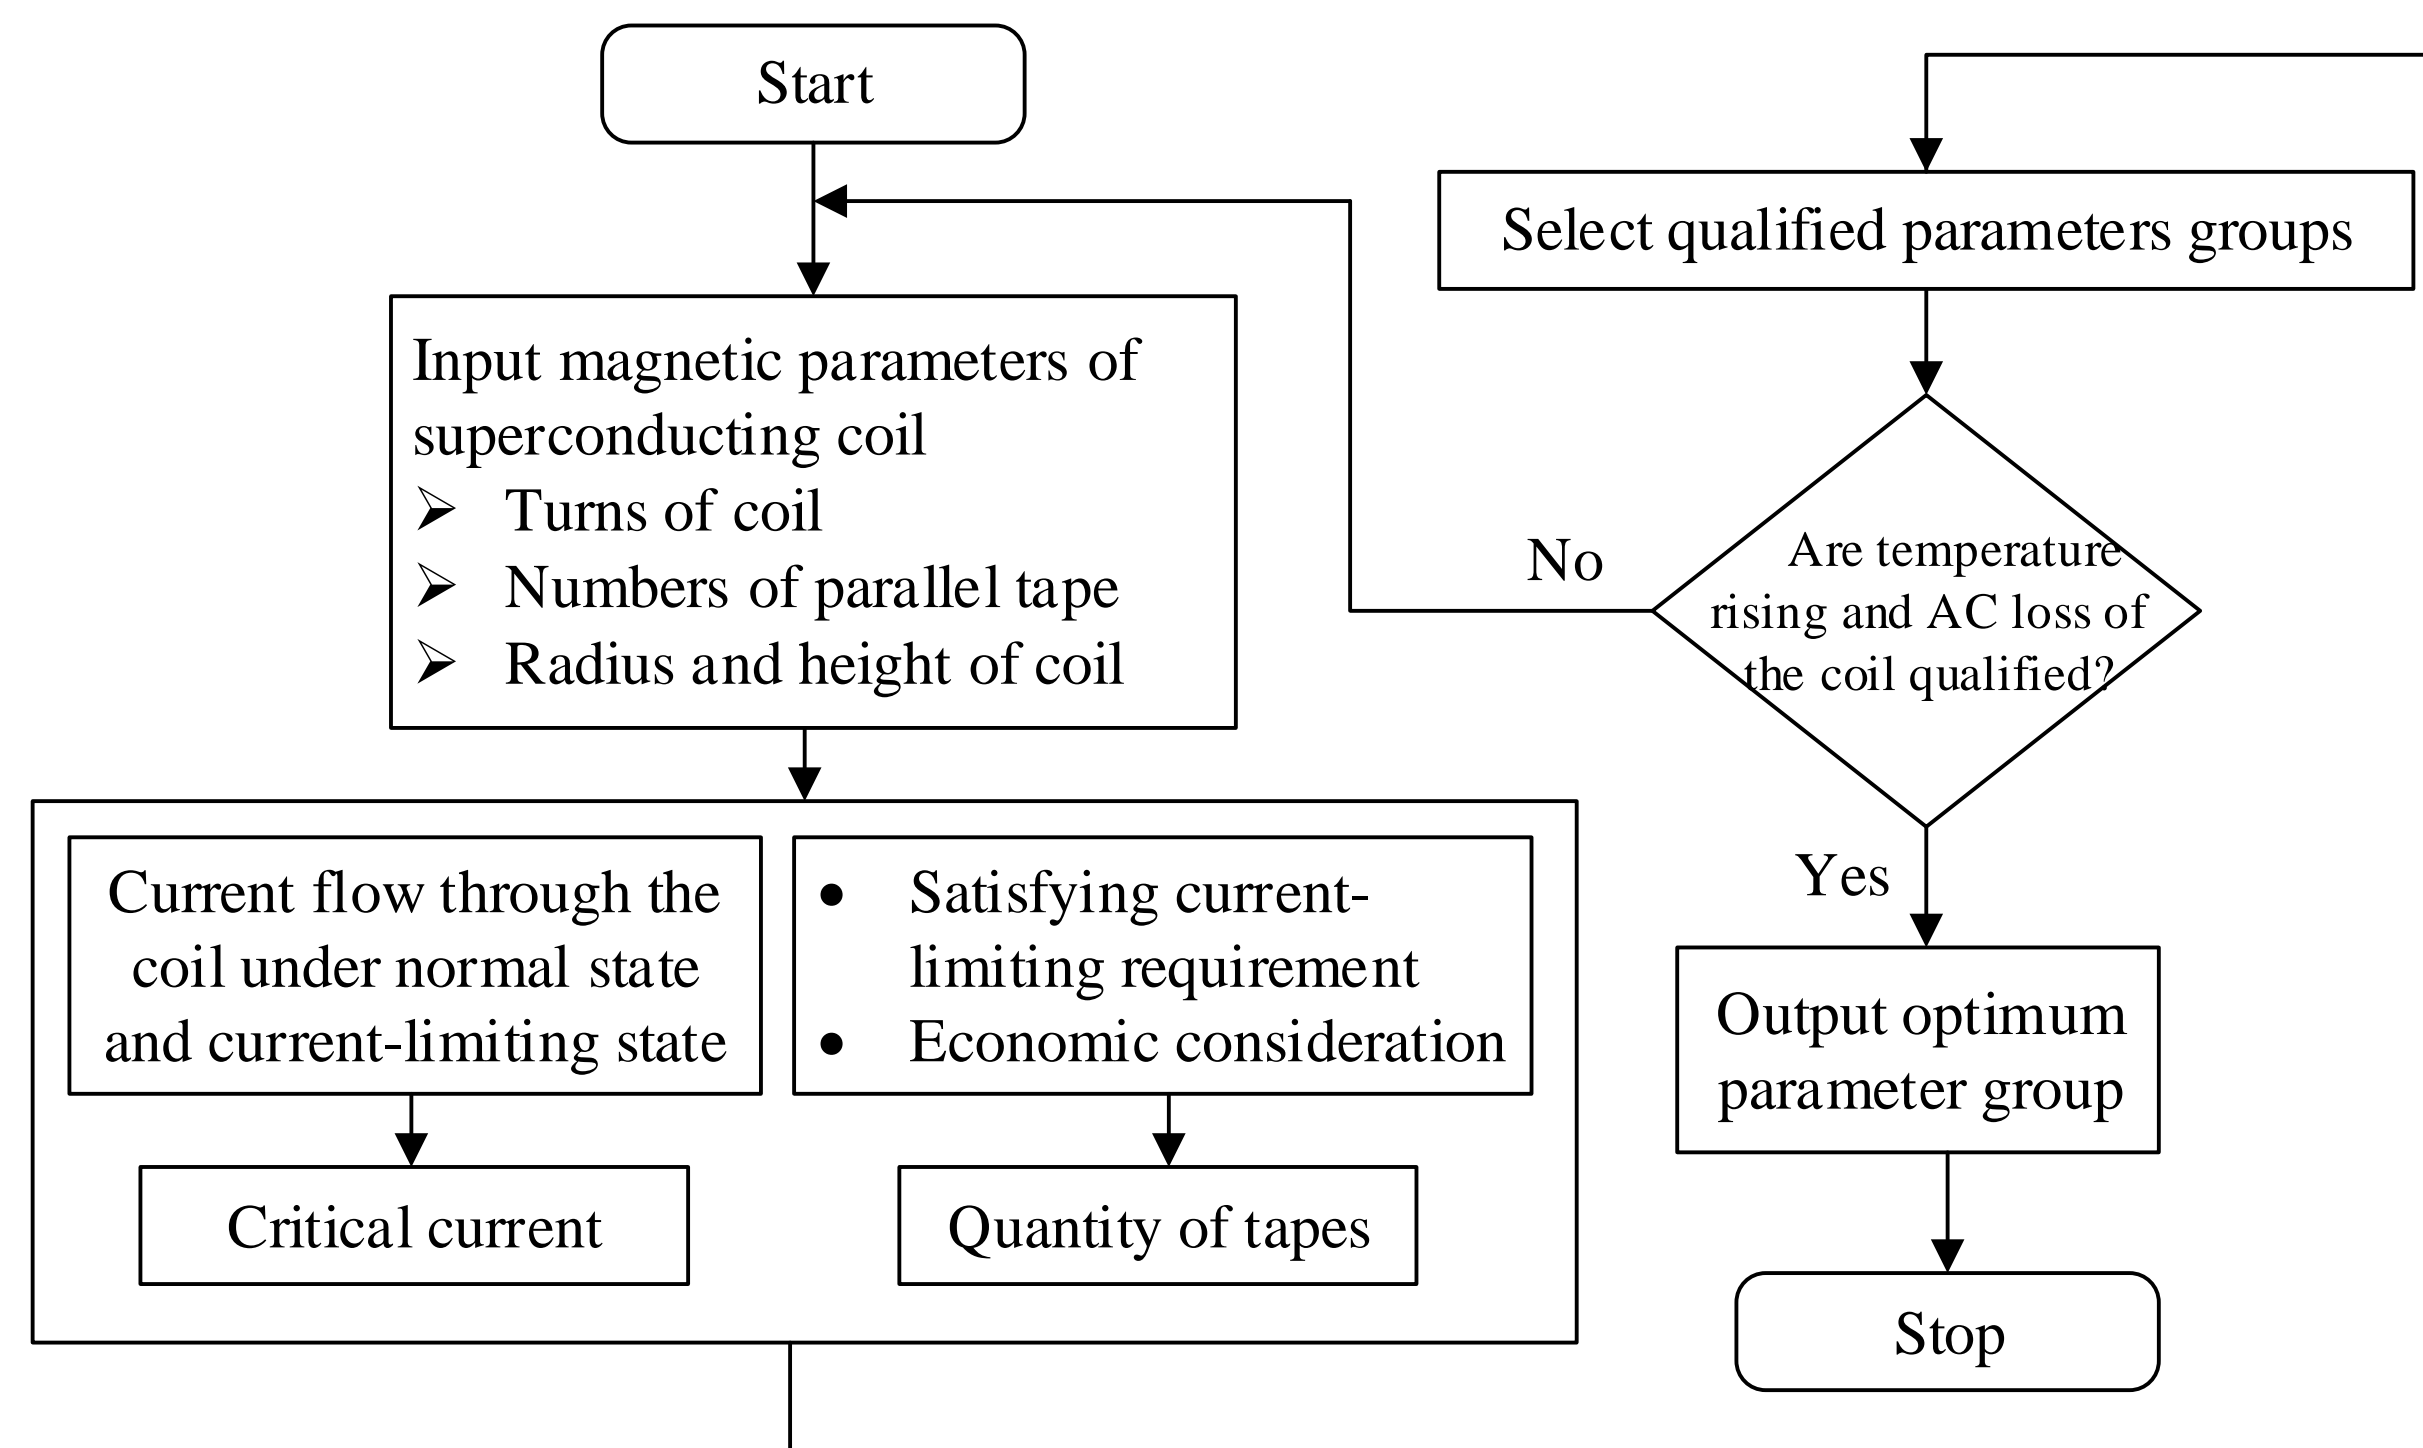 Start
Input magnetic parameters of
superconducting coil
➢ Turns of coil
➢ Numbers of parallel tape
➢ Radius and height of coil
Current flow through the
coil under normal state
and current-limiting state
• Satisfying current-
limiting requirement
• Economic consideration
Critical current
Quantity of tapes
Select qualified parameters groups
Are temperature
rising and AC loss of
the coil qualified?
No
Yes
Output optimum
parameter group
Stop